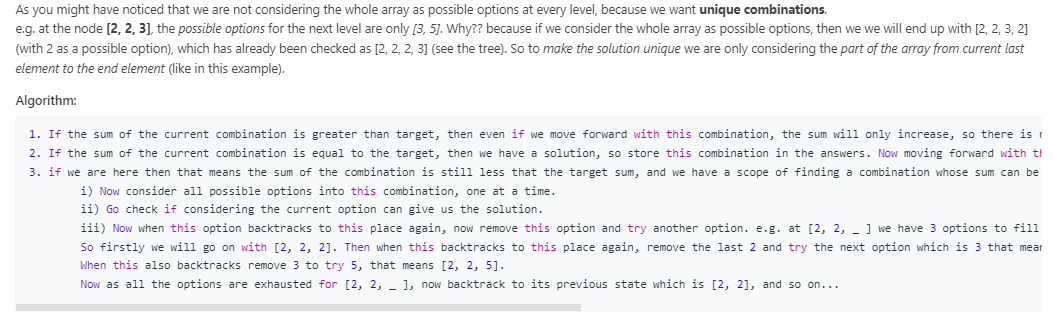 As you might have noticed that we are not considering the whole array as possible options at every level, because we want unique combinations.
e.g. at the node [2, 2, 3], the possible options for the next level are only [3, 5]. Why?? because if we consider the whole array as possible options, then we we will end up with [2, 2, 3, 2]
(with 2 as a possible option), which has already been checked as [2, 2, 2, 3] (see the tree). So to make the solution unique we are only considering the part of the array from current last
element to the end element (like in this example).
Algorithm:
1. If the sum of the current combination is greater than target, then even if we move forward with this combination, the sum will only increase, so there is
2. If the sum of the current combination is equal to the target, then we have a solution, so store this combination in the answers. Now moving forward with
3. if we are here then that means the sum of the combination is still less that the target sum, and we have a scope of finding a combination whose sum can be
i) Now consider all possible options into this combination, one at a time.
ii) Go check if considering the current option can give us the solution.
iii) Now when this option backtracks to this place again, now remove this option and try another option. e.g. at [2, 2, _ ] we have 3 options to fill
So firstly we will go on with [2, 2, 2]. Then when this backtracks to this place again, remove the last 2 and try the next option which is 3 that
When this also backtracks remove 3 to try 5, that means [2, 2, 5].
Now as all the options are exhausted for [2, 2, _ ], now backtrack to its previous state which is [2, 2], and so on...